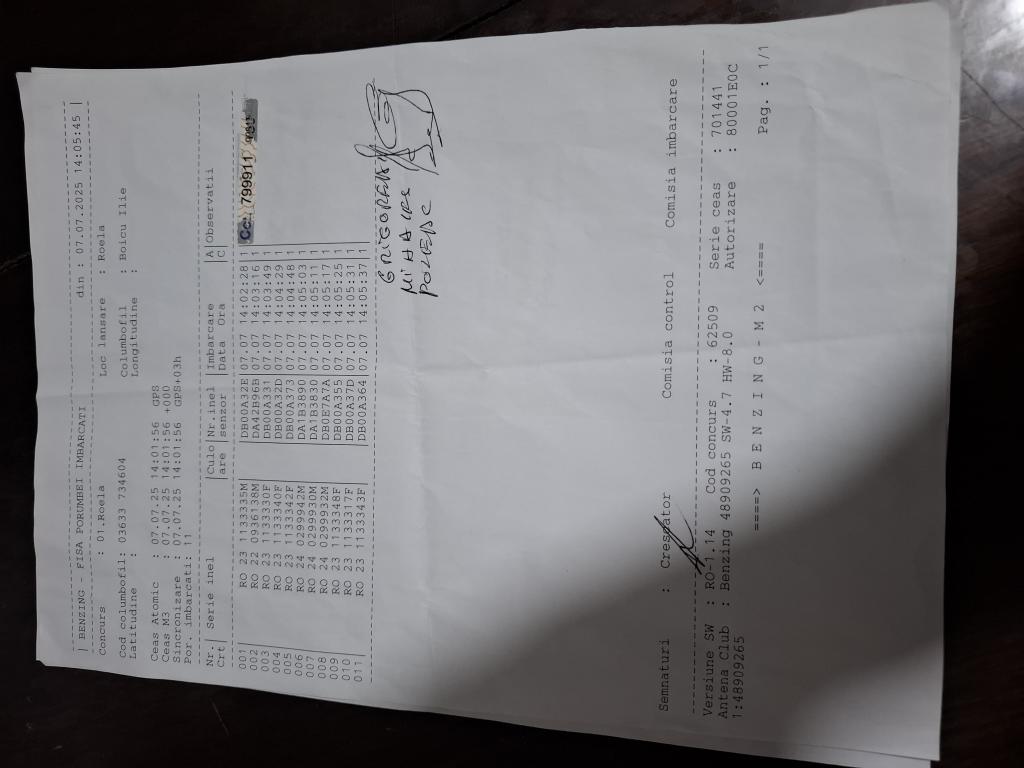 | BENZING - FISA PORUMBEI IMBARCATI din : 07.07.2025 14:05:45 |
Concurs : 01.Roela Loc lansare : Roela
Cod columbofil: 03633 734604 Columbofil : Boicu Ilie
Latitudine : Longitudine :
Ceas Atomic : 07.07.25 14:01:56 GPS
Ceas M3 : 07.07.25 14:01:56 +000
Sincronizare : 07.07.25 14:01:56 GPS+03h
Por. imbarcati: 11
Nr.| Serie inel |Culo|Nr.inel |Imbarcare |A|Observatii
Crt| |are |senzor |Data Ora |C|
001 | RO 23 1133335M | |DB00A32E|07.07 14:02:28|1 Cc: 799911
002 | RO 22 0936138M | |DA42B96B|07.07 14:03:16|1
003 | RO 23 1133330F | |DB00A331|07.07 14:03:49|1
004 | RO 23 1133340F | |DB00A32D|07.07 14:04:29|1
005 | RO 23 1133342F | |DB00A373|07.07 14:04:48|1
006 | RO 24 0299942M | |DA1B3890|07.07 14:05:03|1
007 | RO 24 0299930M | |DA1B3830|07.07 14:05:11|1
008 | RO 24 0299932M | |DB0E7A7A|07.07 14:05:17|1
009 | RO 23 1133348F | |DB00A355|07.07 14:05:25|1
010 | RO 23 1133317F | |DB00A37D|07.07 14:05:31|1
011 | RO 23 1133343F | |DB00A364|07.07 14:05:37|1
Semnaturi : Crescator Comisia control Comisia imbarcare
Versiune SW : RO-1.14 Cod concurs : 62509 Serie ceas : 701441
Antena Club : Benzing 48909265 SW-4.7 HW-8.0 Autorizare : 80001E0C
1:48909265
====> B E N Z I N G - M 2 <==== Pag. : 1/1